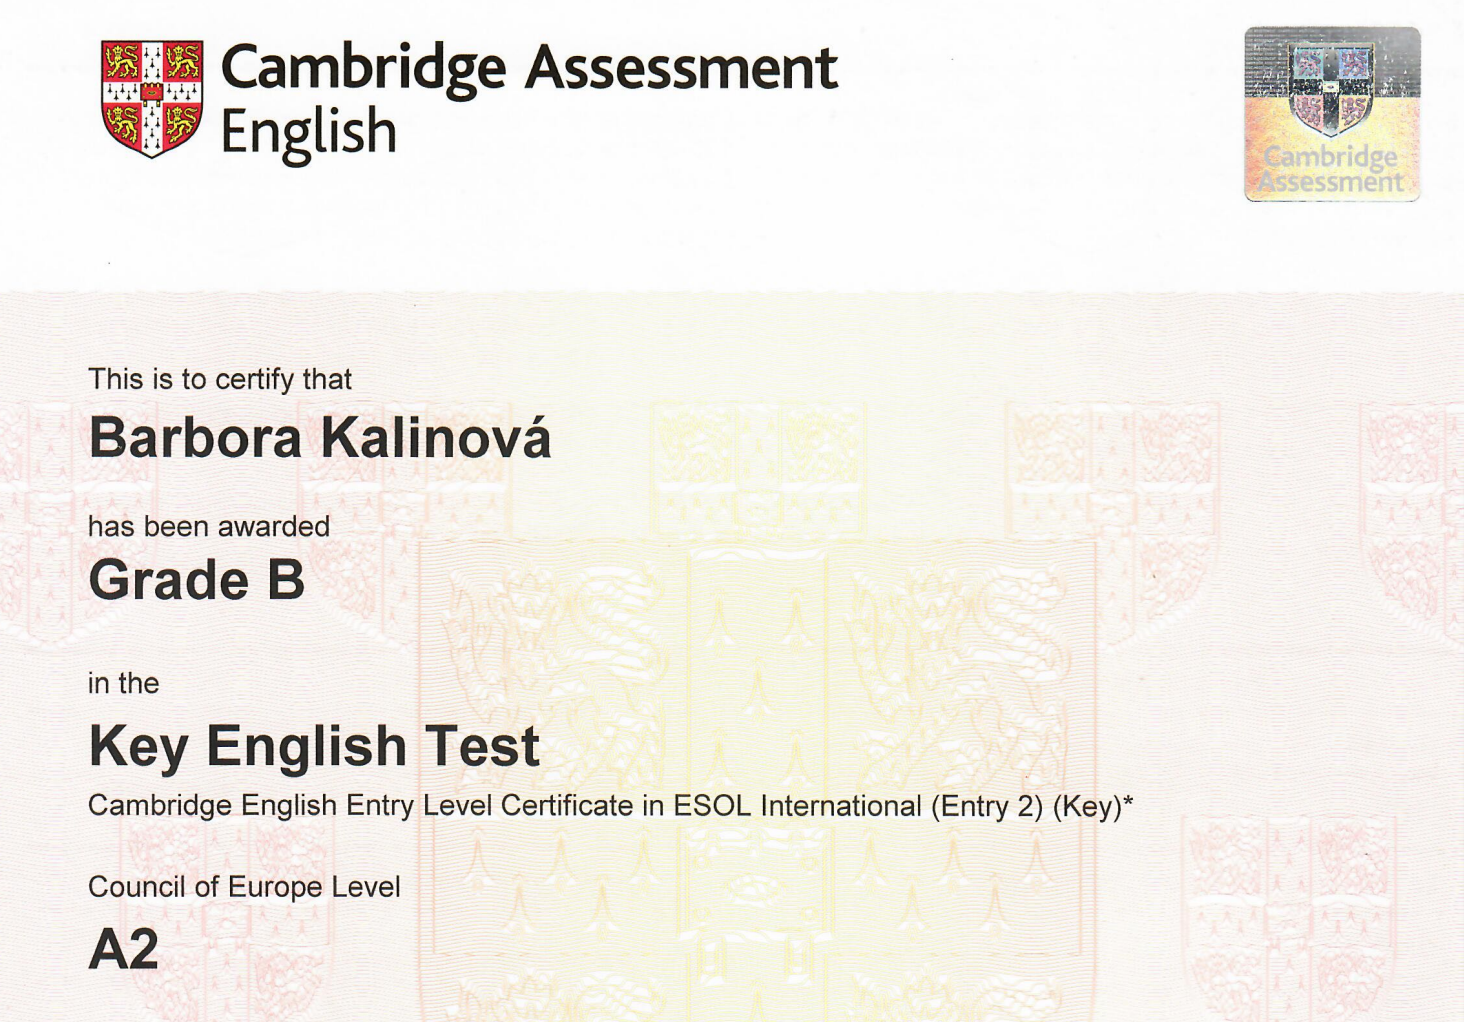 Cambridge Assessment
English
Cambridge
Assessment
This is to certify that
Barbora Kalinová
has been awarded
Grade B
in the
Key English Test
Cambridge English Entry Level Certificate in ESOL International (Entry 2) (Key)*
Council of Europe Level
A2